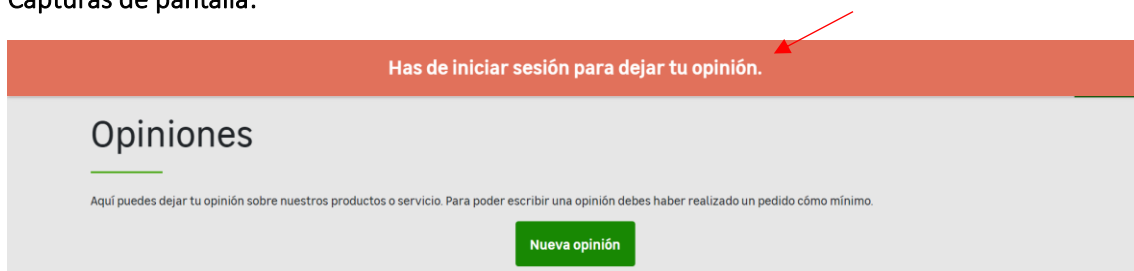 Capturas de pantalla:
Has de iniciar sesión para dejar tu opinión.
Opiniones
Aquí puedes dejar tu opinión sobre nuestros productos o servicio. Para poder escribir una opinión debes haber realizado un pedido cómo mínimo.
Nueva opinión